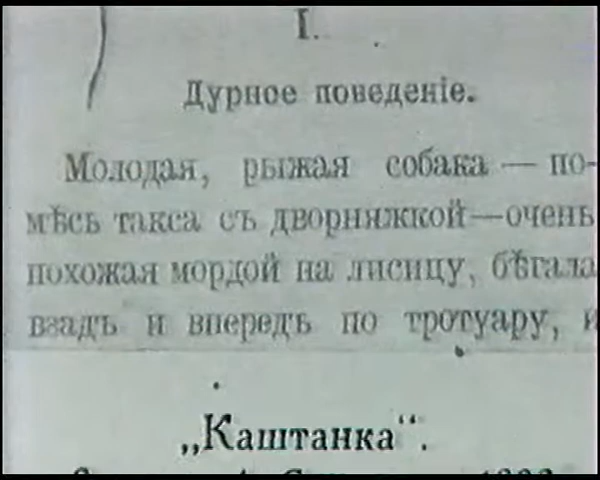 I.
Дурное поведеніе.
Молодая, рыжая собака — по-
мѣсь такса съ дворняжкой—очень
похожая мордой на лисицу, бѣгала
взадъ и впередъ по тротуару, и
„Каштанка“.